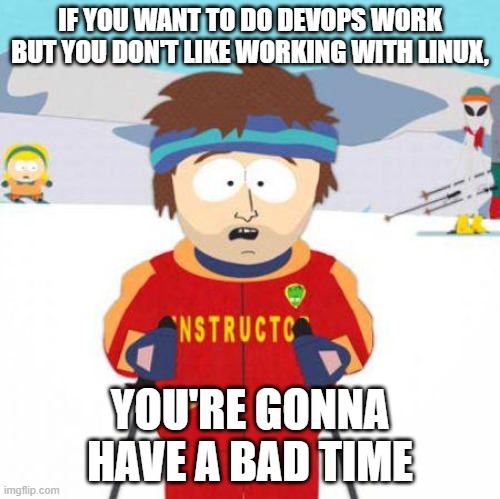 IF YOU WANT TO DO DEVOPS WORK
BUT YOU DON'T LIKE WORKING WITH LINUX,
NSTRUCTO
YOU'RE GONNA
HAVE A BAD TIME
imgflip.com